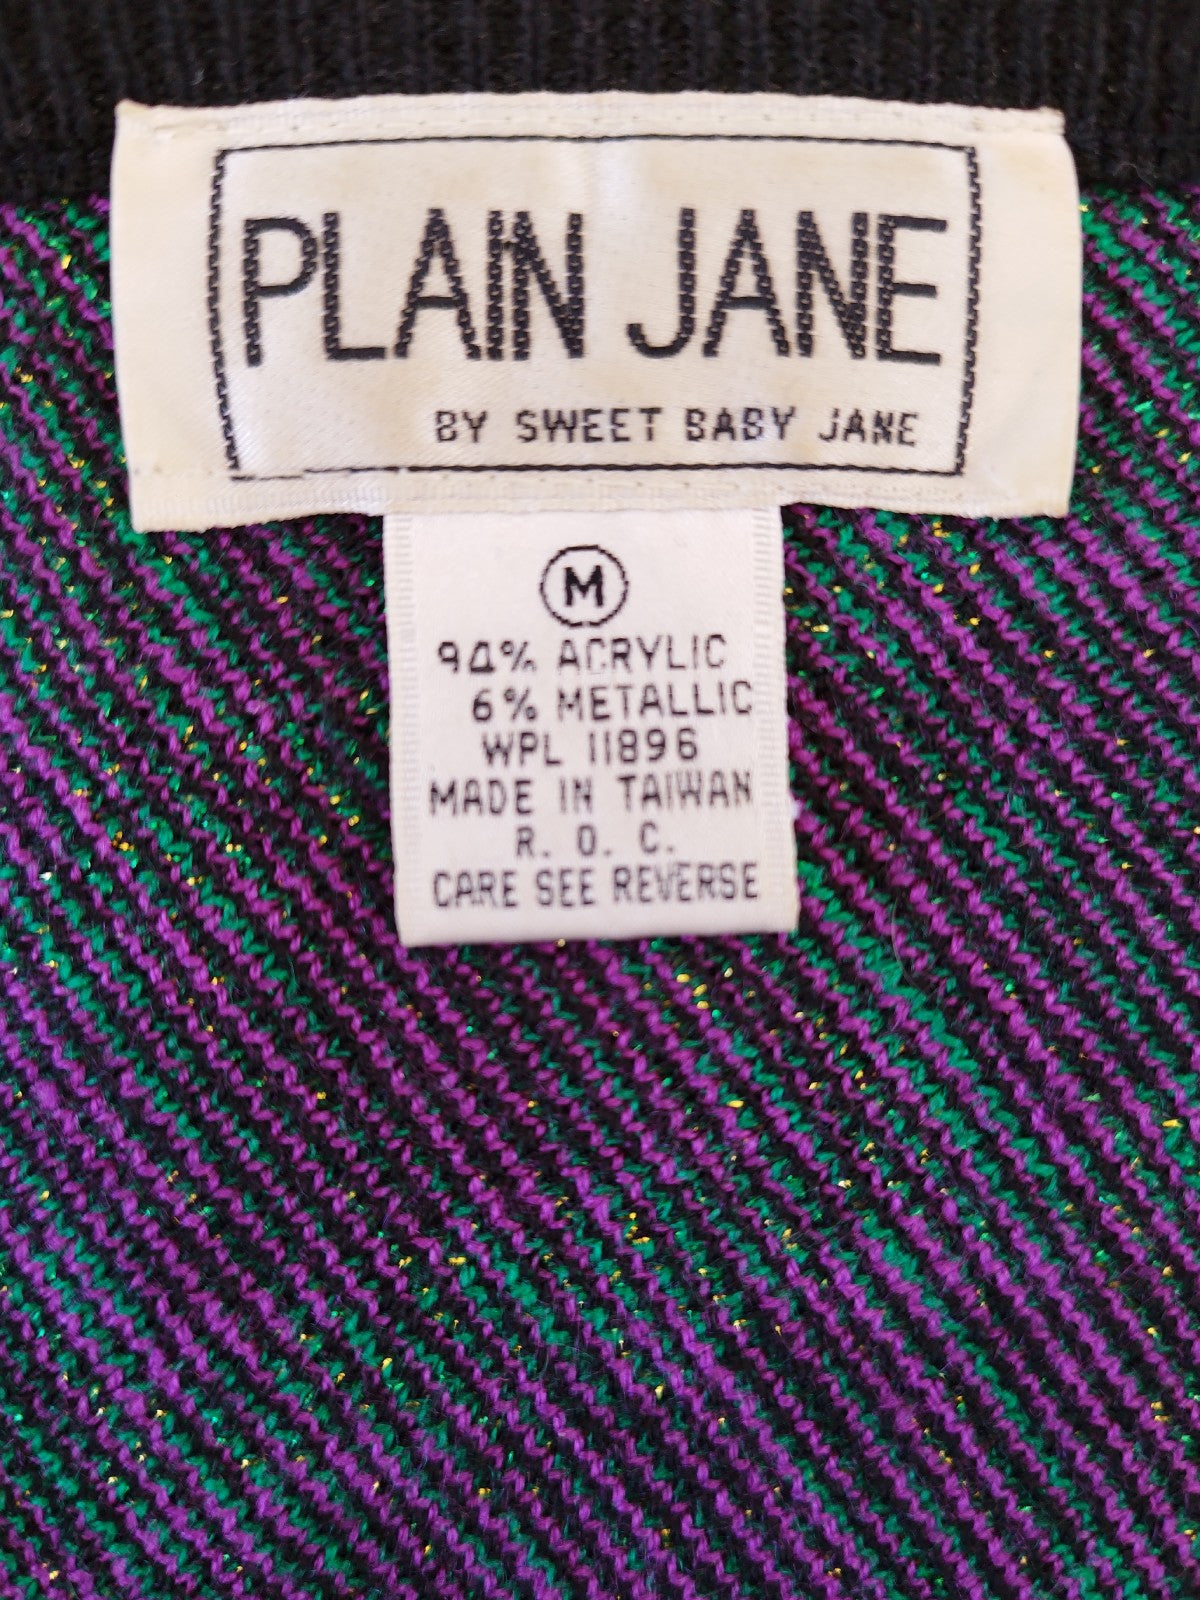 PLAIN JANE
BY SWEET BABY JANE
M
94% ACRYLIC
6% METALLIC
WPL 11896
MADE IN TAIWAN
R. O. C.
CARE SEE REVERSE